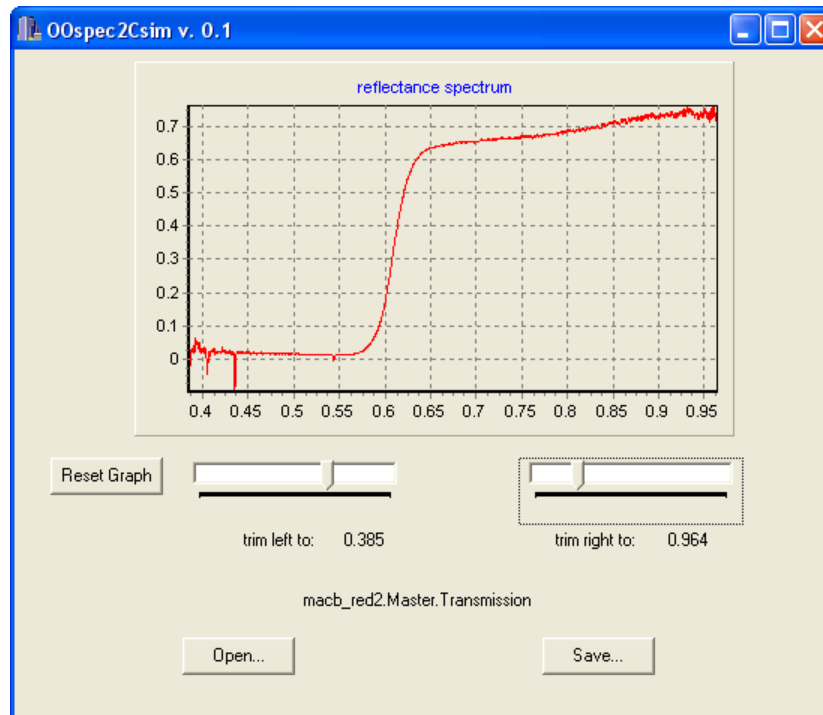 OOspec2Csim v. 0.1
reflectance spectrum
0.7
0.6
0.5
0.4
0.3
0.2
0.1
0
0.4 0.45 0.5 0.55 0.6 0.65 0.7 0.75 0.8 0.85 0.9 0.95
Reset Graph
trim left to: 0.385 trim right to: 0.964
macb_red2.Master.Transmission
Open... Save...